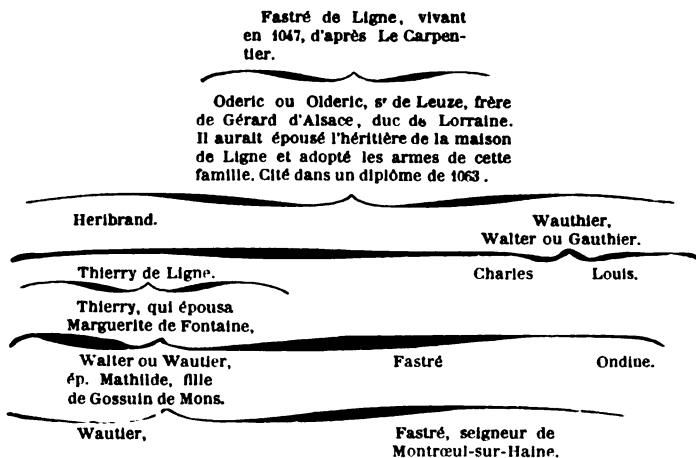 Fastré de Ligne, vivant
en 1047, d'après Le Carpen-
tier.
Oderic ou Olderic, sʳ de Leuze, frère
de Gérard d'Alsace, duc de Lorraine.
Il aurait épousé l'héritière de la maison
de Ligne et adopté les armes de cette
famille. Cité dans un diplôme de 1063.
Heribrand.
Wauthier,
Walter ou Gauthier.
Thierry de Ligne.
Charles
Louis.
Thierry, qui épousa
Marguerite de Fontaine,
Walter ou Wautier,
ép. Mathilde, fille
de Gossuin de Mons.
Fastré
Ondine.
Wautier,
Fastré, seigneur de
Montrœul-sur-Haine.